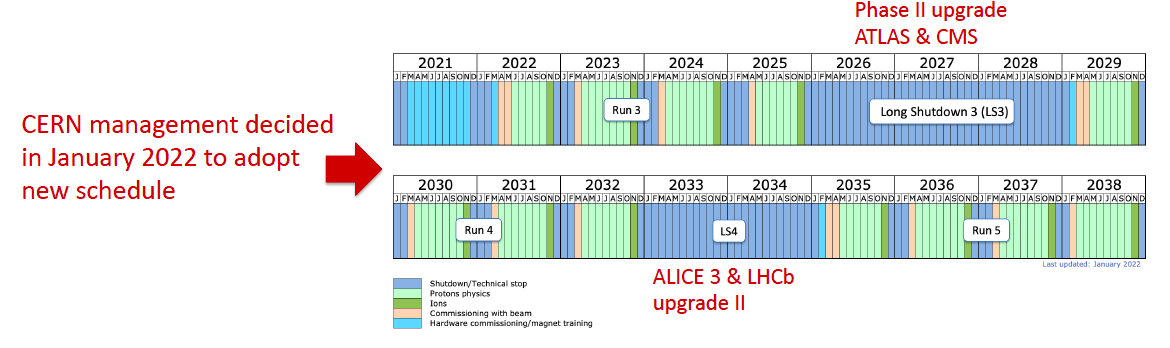 Phase II upgrade
ATLAS & CMS
2021 2022 2023 2024 2025 2026 2027 2028 2029
J F M A M J J A S O N D J F M A M J J A S O N D J F M A M J J A S O N D J F M A M J J A S O N D J F M A M J J A S O N D J F M A M J J A S O N D J F M A M J J A S O N D J F M A M J J A S O N D J F M A M J J A S O N D
Run 3 Long Shutdown 3 (LS3)
CERN management decided
in January 2022 to adopt
new schedule
2030 2031 2032 2033 2034 2035 2036 2037 2038
J F M A M J J A S O N D J F M A M J J A S O N D J F M A M J J A S O N D J F M A M J J A S O N D J F M A M J J A S O N D J F M A M J J A S O N D J F M A M J J A S O N D J F M A M J J A S O N D J F M A M J J A S O N D
Run 4 LS4 Run 5
Last updated: January 2022
ALICE 3 & LHCb
upgrade II
Shutdown/Technical stop
Protons physics
Ions
Commissioning with beam
Hardware commissioning/magnet training